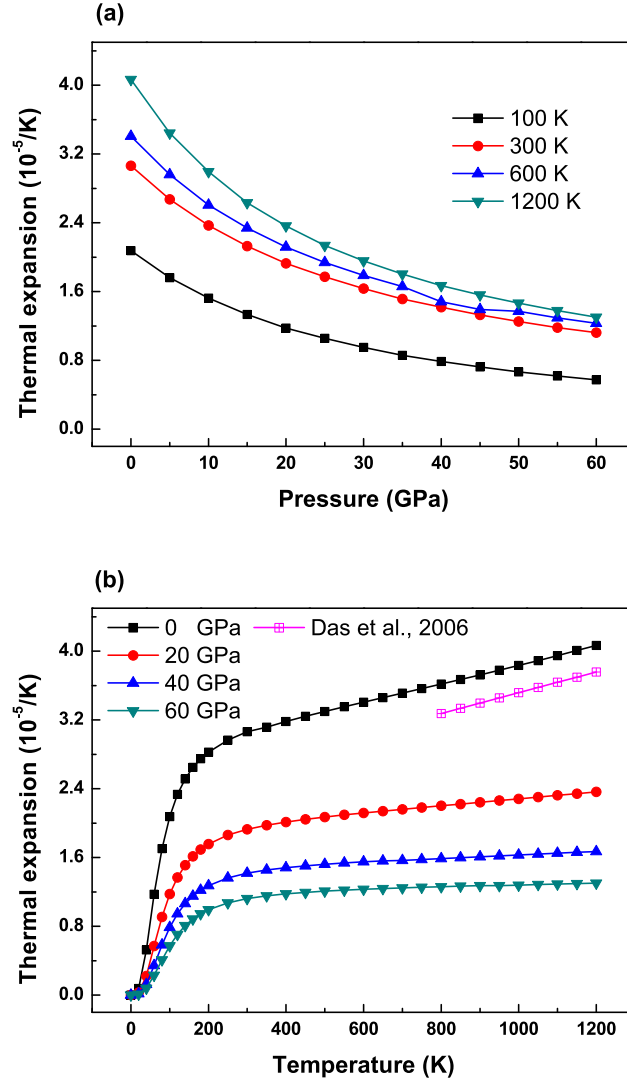 (a)
4.0
3.2
2.4
1.6
0.8
0.0
Thermal expansion (10⁻⁵/K)
100 K
300 K
600 K
1200 K
0 10 20 30 40 50 60
Pressure (GPa)
(b)
4.0
3.2
2.4
1.6
0.8
0.0
Thermal expansion (10⁻⁵/K)
0 GPa Das et al., 2006
20 GPa
40 GPa
60 GPa
0 200 400 600 800 1000 1200
Temperature (K)